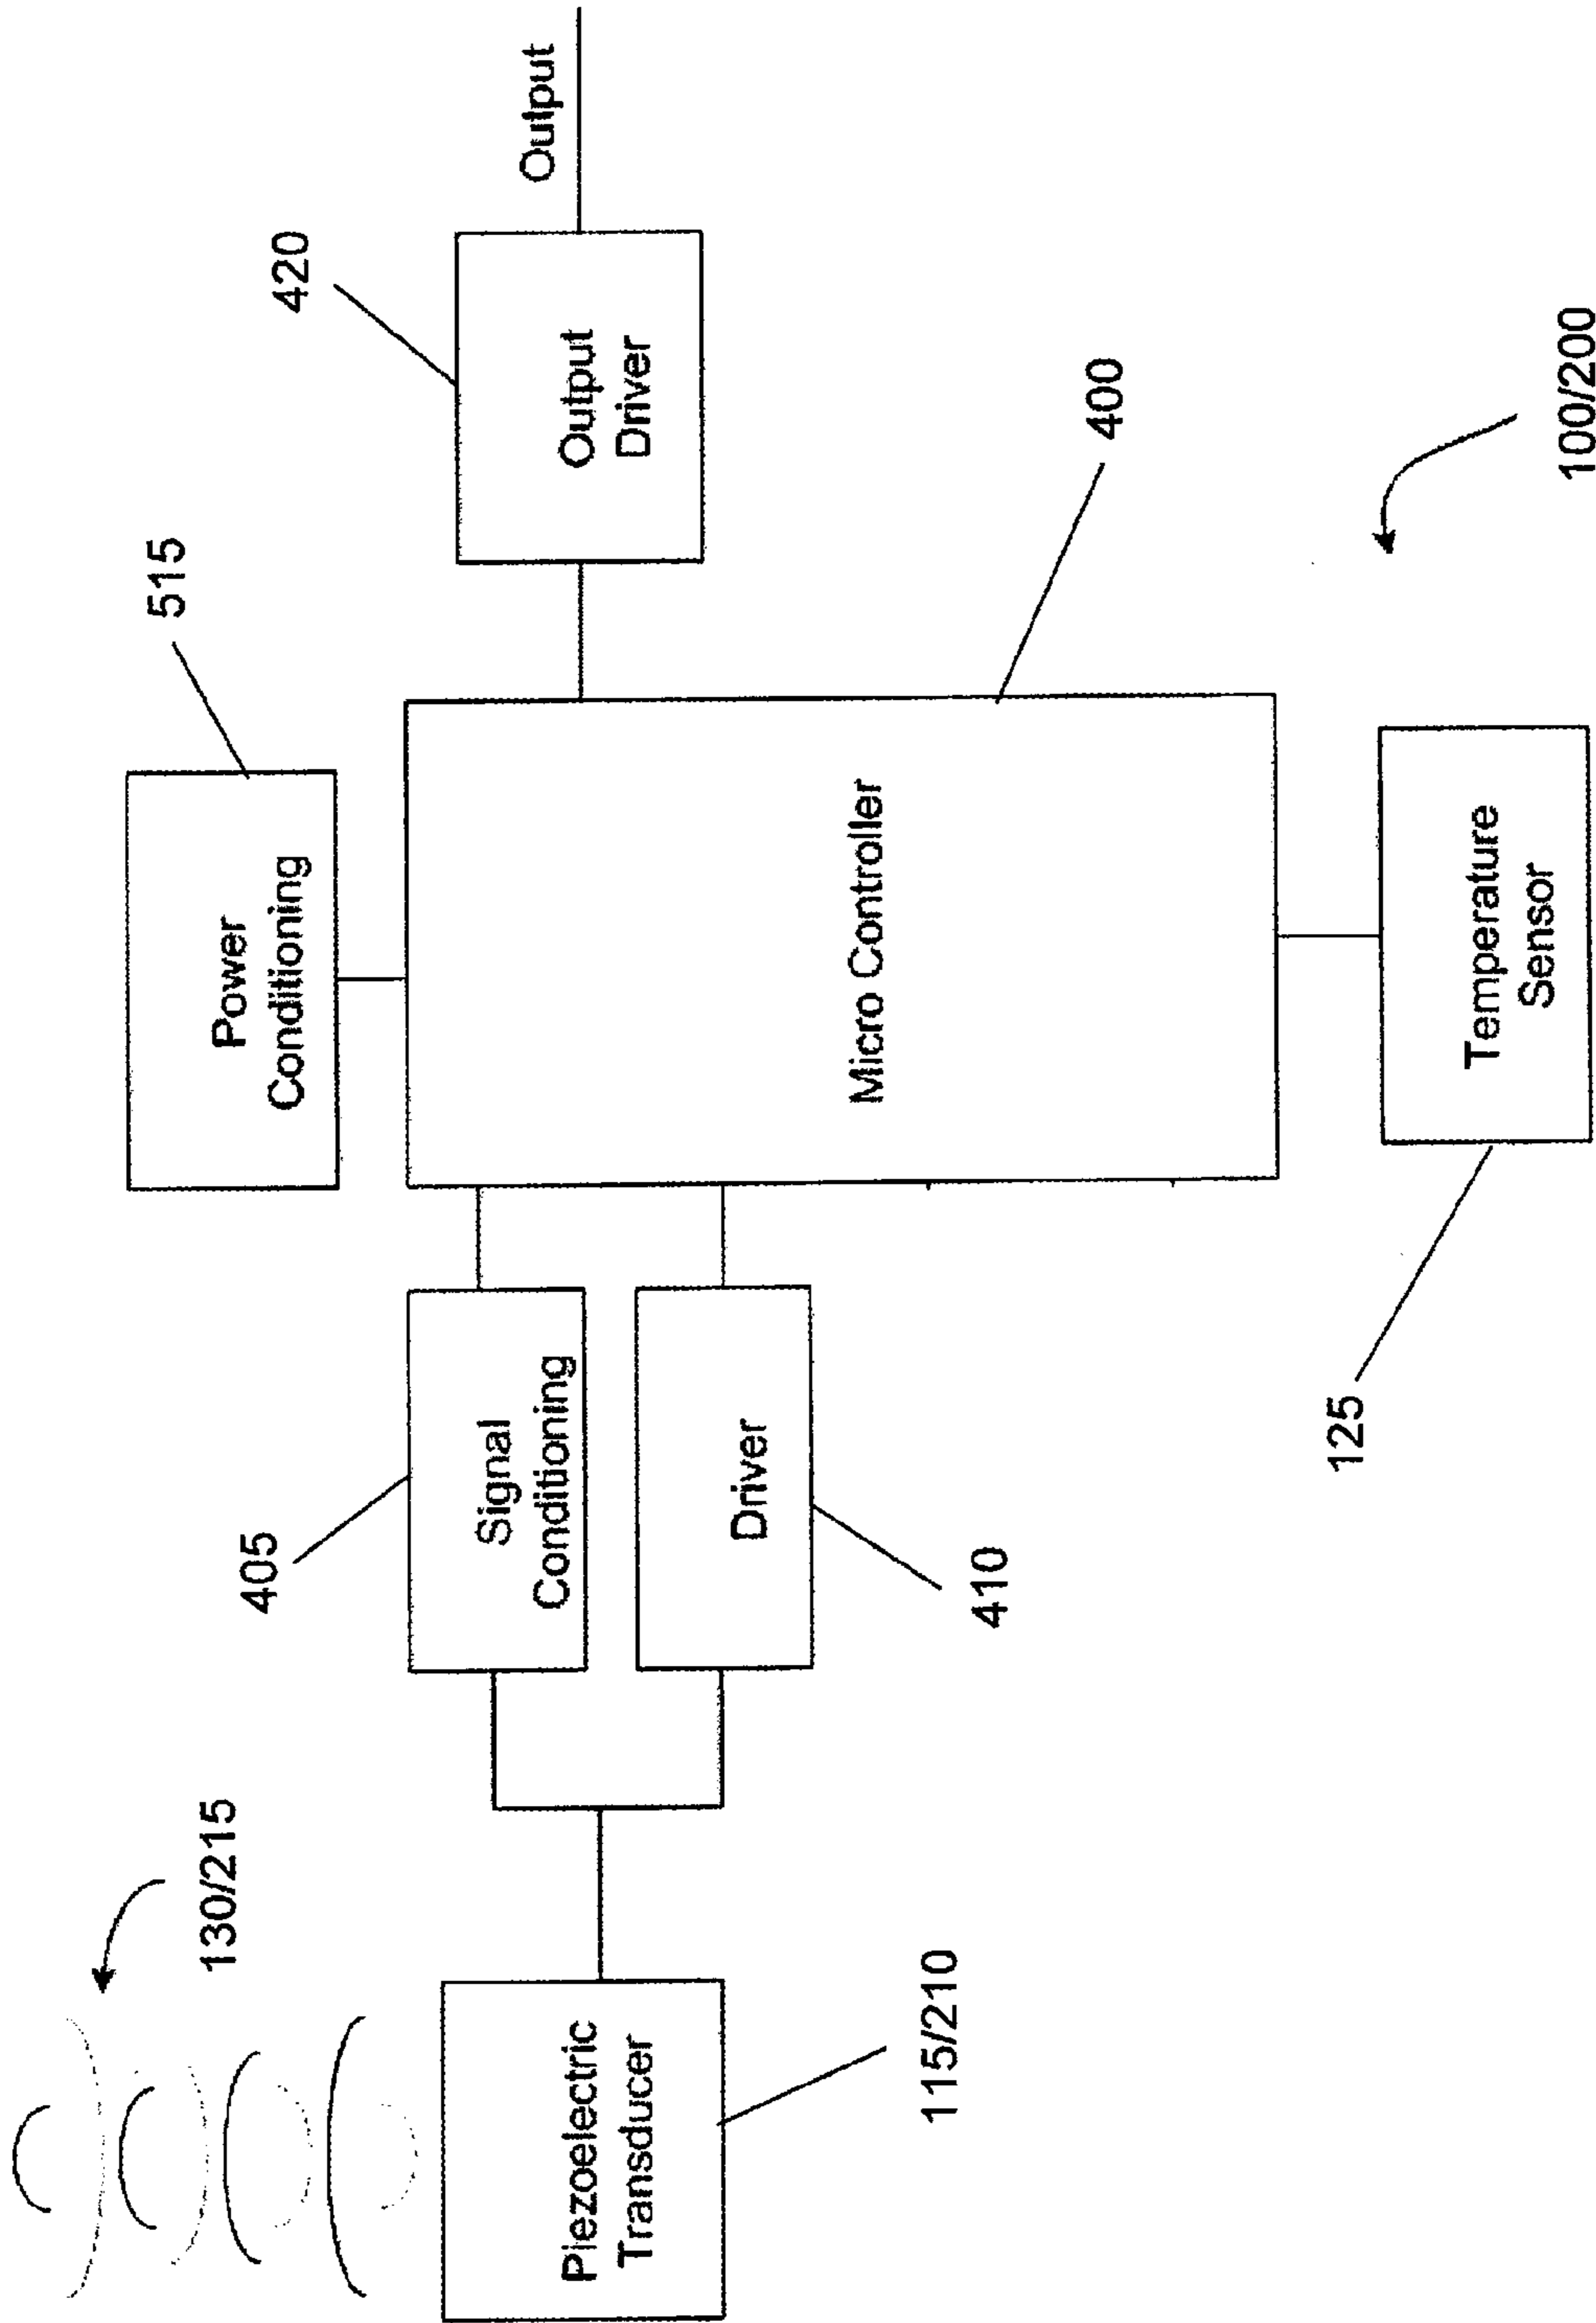 130/215
Piezoelectric
Transducer
115/210
405
Signal
Conditioning
Driver
410
515
Power
Conditioning
Micro Controller
400
Temperature
Sensor
125
420
Output
Driver
Output
100/200